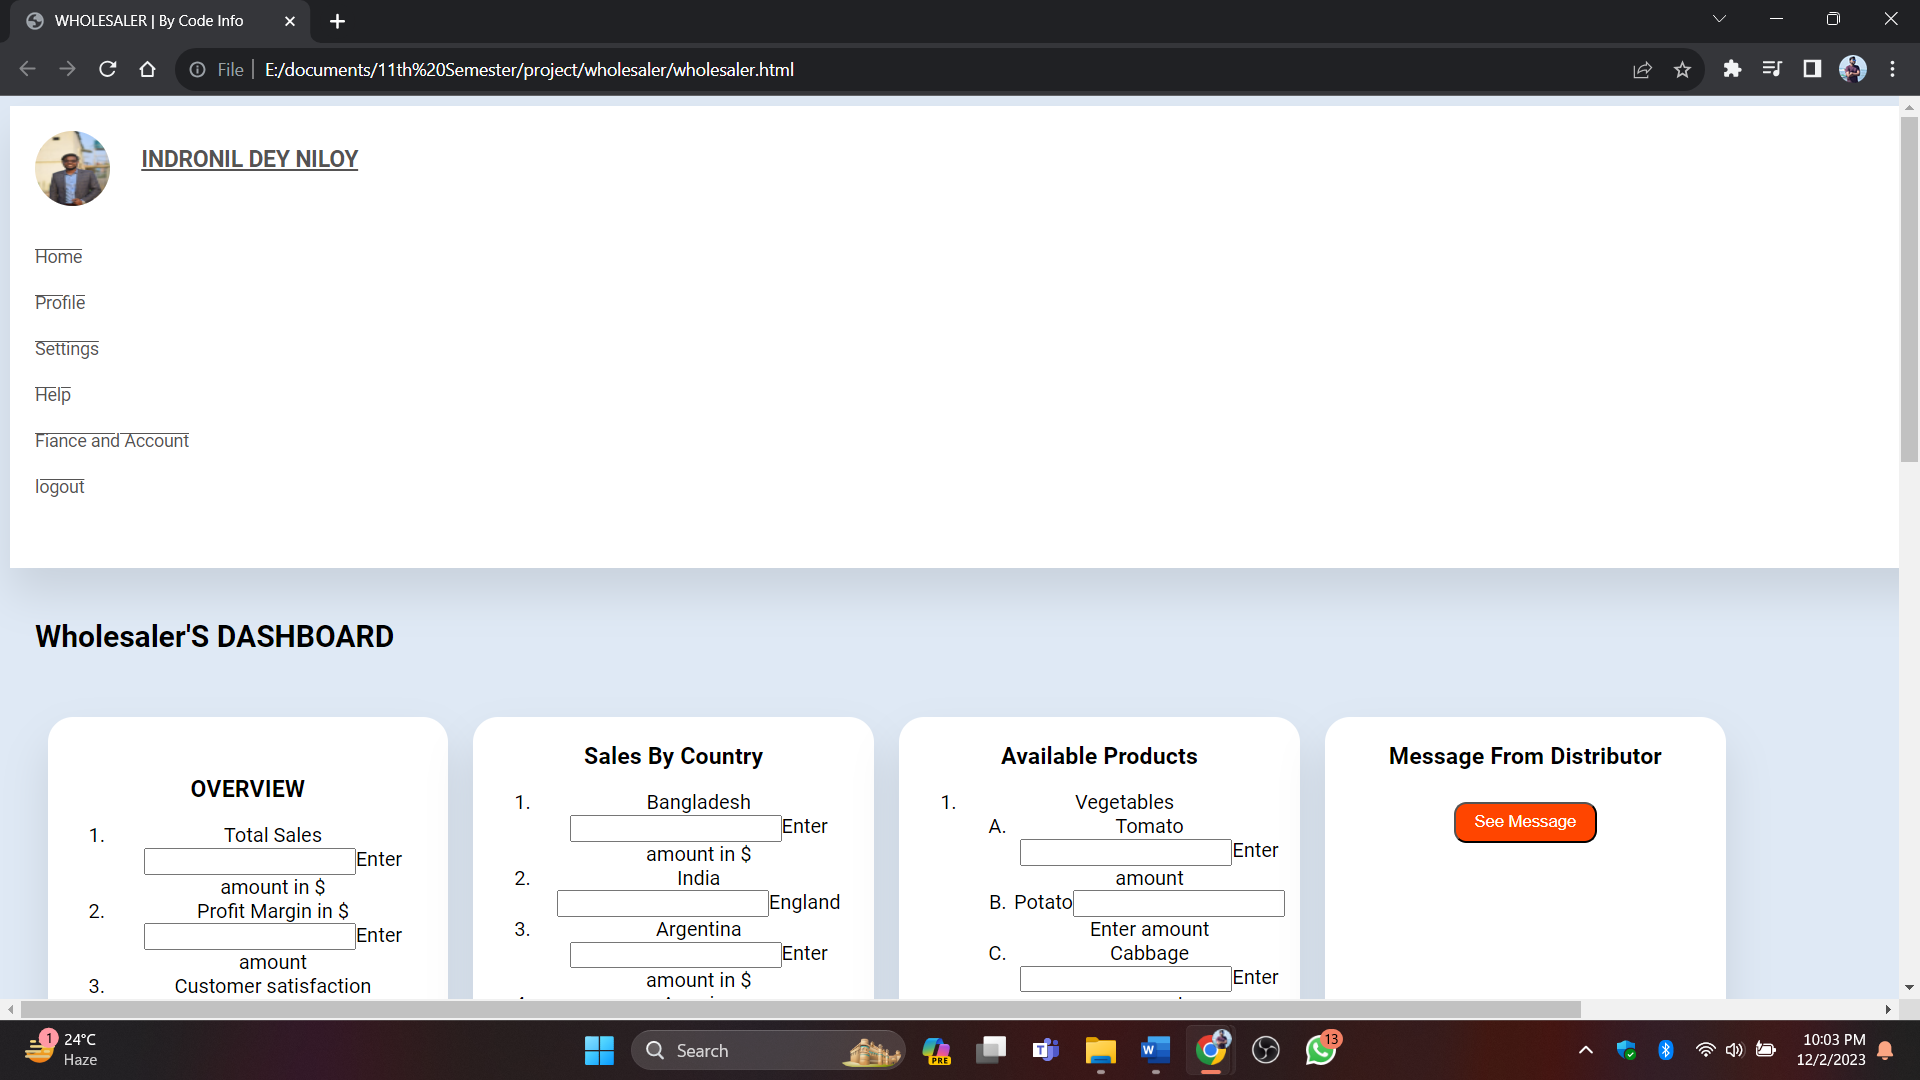 WHOLESALER | By Code Info
File
E:/documents/11th%20Semester/project/wholesaler/wholesaler.html
INDRONIL DEY NILOY
Home
Profile
Settings
Help
Fiance and Account
logout
Wholesaler'S DASHBOARD
OVERVIEW
1. Total Sales
Enter
amount in $
2. Profit Margin in $
Enter
amount
3. Customer satisfaction
Sales By Country
1. Bangladesh
Enter
amount in $
2. India
England
3. Argentina
Enter
amount in $
Available Products
1. Vegetables
A. Tomato
Enter
amount
B. Potato
Enter amount
C. Cabbage
Enter
Message From Distributor
See Message
1
24°C
Haze
Search
PRE
13
10:03 PM
12/2/2023